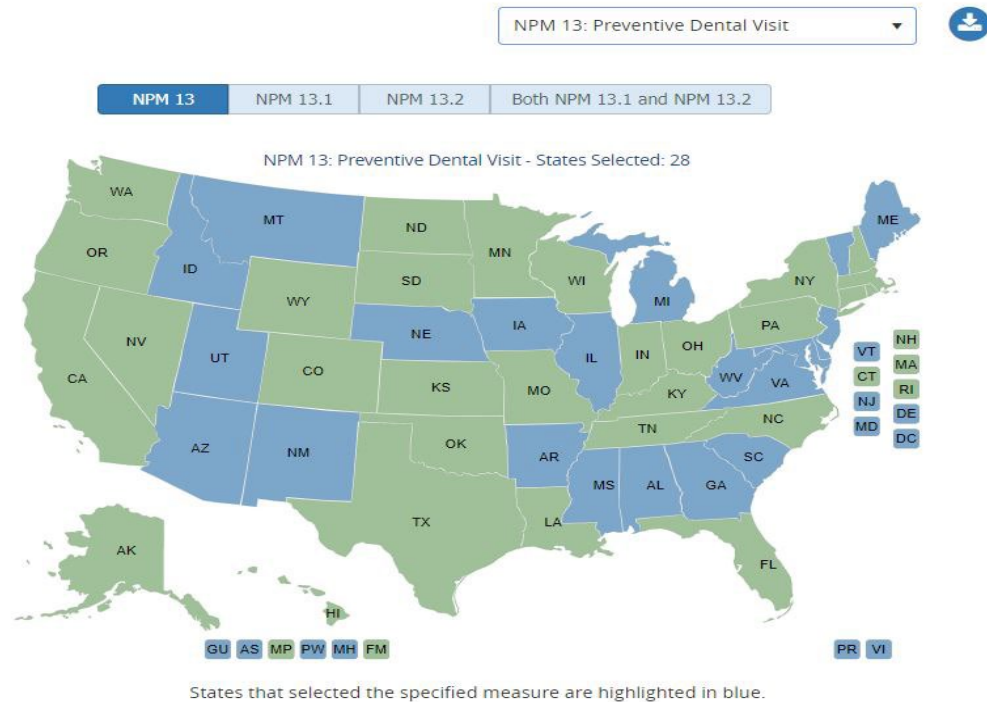 NPM 13: Preventive Dental Visit
NPM 13 NPM 13.1 NPM 13.2 Both NPM 13.1 and NPM 13.2
NPM 13: Preventive Dental Visit - States Selected: 28
WA
MT
ND
MN
ME
OR
ID
SD
WI
MI
NY
WY
NE
IA
PA
NV
UT
CO
IL
IN
OH
WV
VA
VT
NH
CA
KS
MO
KY
CT
MA
NJ
RI
AZ
NM
OK
AR
TN
NC
MD
DE
DC
MS
AL
GA
SC
TX
LA
FL
AK
HI
GU AS MP PW MH FM
PR VI
States that selected the specified measure are highlighted in blue.